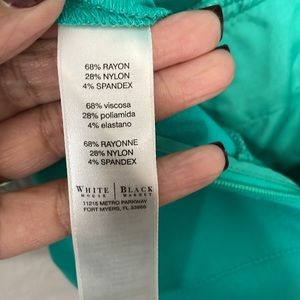 68% RAYON
28% NYLON
4% SPANDEX
68% viscosa
28% poliamida
4% elastano
68% RAYONNE
28% NYLON
4% SPANDEX
WHITE | BLACK
HOUSE | MARKET
11215 METRO PARKWAY
FORT MYERS, FL 33966